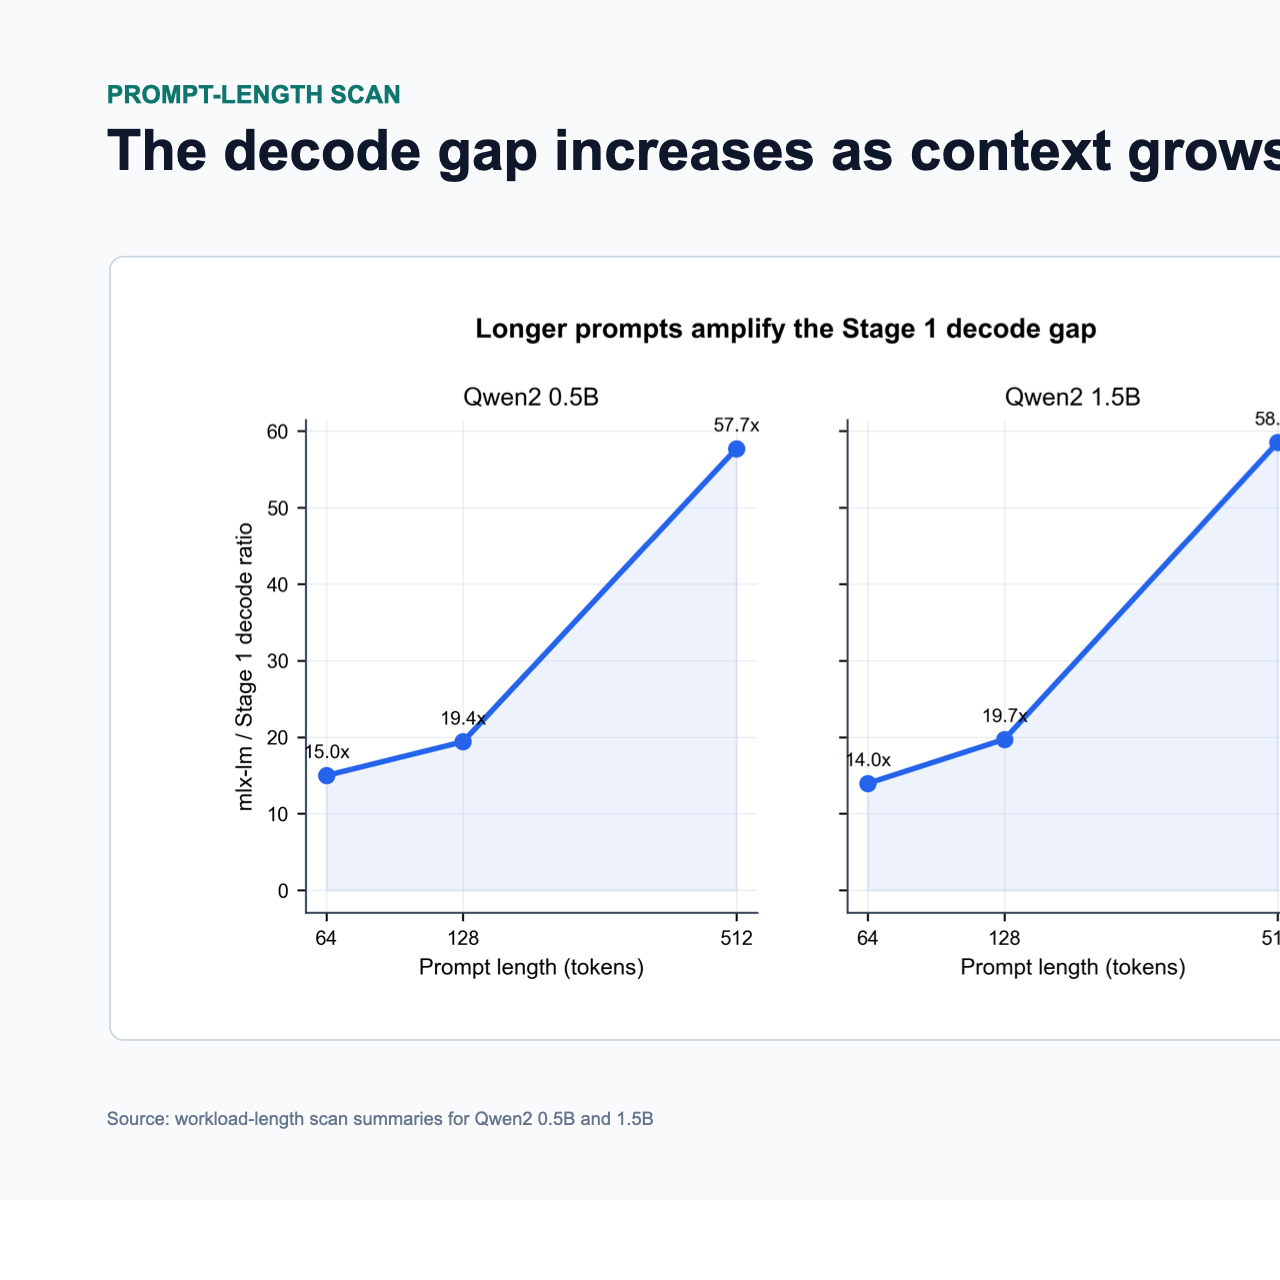 PROMPT-LENGTH SCAN
The decode gap increases as context grows
Longer prompts amplify the Stage 1 decode gap
Qwen2 0.5B
mlx-lm / Stage 1 decode ratio
60
50
40
30
20
10
0
15.0x
19.4x
57.7x
64
128
512
Prompt length (tokens)
Qwen2 1.5B
14.0x
19.7x
58.
64
128
51
Prompt length (tokens)
Source: workload-length scan summaries for Qwen2 0.5B and 1.5B